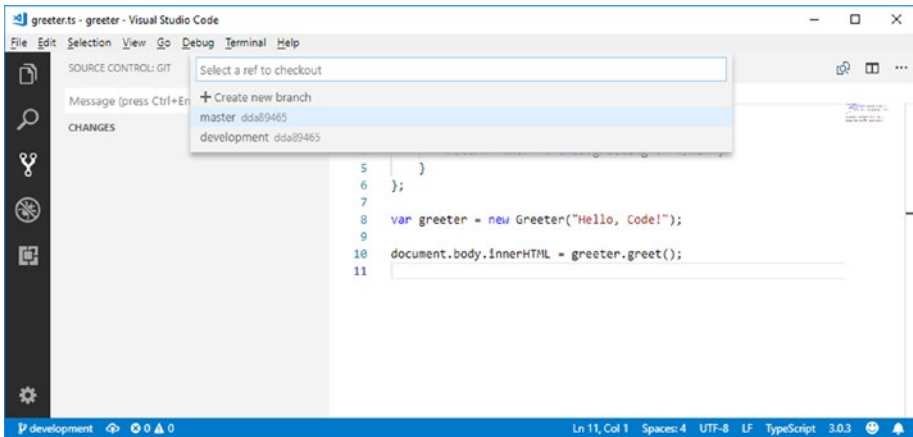 greeter.ts - greeter - Visual Studio Code
File Edit Selection View Go Debug Terminal Help
SOURCE CONTROL: GIT
Select a ref to checkout
Message (press Ctrl+En
Create new branch
master dda89465
CHANGES
development dda89465
5 }
6 };
7
8 var greeter = new Greeter("Hello, Code!");
9
10 document.body.innerHTML = greeter.greet();
11
development 0 0 Ln 11, Col 1 Spaces: 4 UTF-8 LF TypeScript 3.0.3